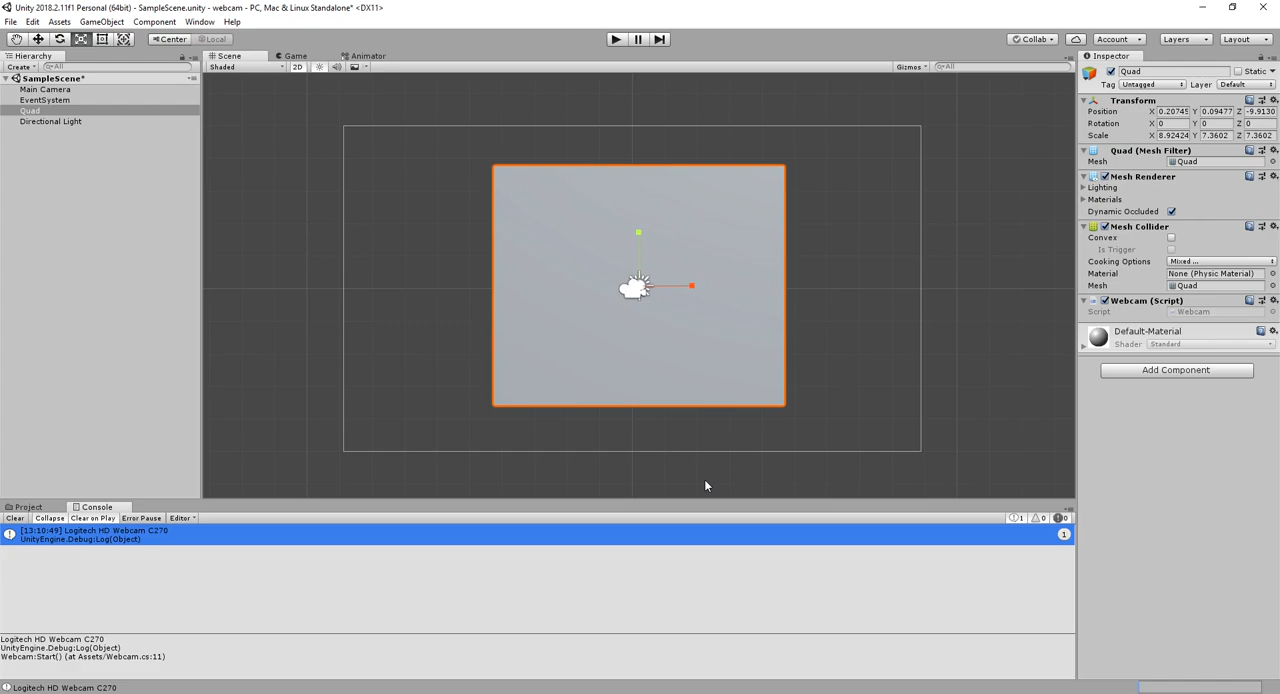 Unity 2018.2.11f1 Personal (64bit) - SampleScene.unity - webcam - PC, Mac & Linux Standalone* <DX11>
File Edit Assets GameObject Component Window Help
Center Local Collab Account Layers Layout
Hierarchy Scene Game Animator Inspector
Create All Shaded 2D Gizmos All
SampleScene*
Main Camera
EventSystem
Quad
Directional Light
Quad Static
Tag Untagged Layer Default
Transform
Position X 0.20745 Y 0.09477 Z -9.9130
Rotation X 0 Y 0 Z 0
Scale X 8.92424 Y 7.3602 Z 7.3602
Quad (Mesh Filter)
Mesh Quad
Mesh Renderer
Lighting
Materials
Dynamic Occluded
Mesh Collider
Convex
Is Trigger
Cooking Options Mixed ...
Material None (Physic Material)
Mesh Quad
Webcam (Script)
Script Webcam
Default-Material
Shader Standard
Add Component
Project Console
Clear Collapse Clear on Play Error Pause Editor 1 0 0
[13:10:49] Logitech HD Webcam C270
UnityEngine.Debug:Log(Object)
1
Logitech HD Webcam C270
UnityEngine.Debug:Log(Object)
Webcam:Start() (at Assets/Webcam.cs:11)
Logitech HD Webcam C270